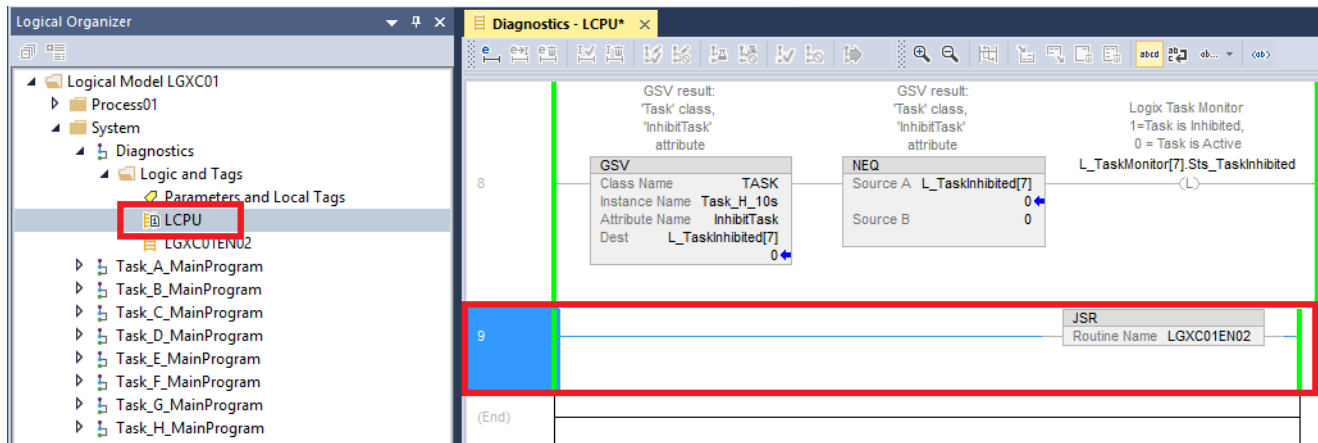 Logical Organizer
Logical Model LGXC01
Process01
System
Diagnostics
Logic and Tags
Parameters and Local Tags
LCPU
LGXC01EN02
Task_A_MainProgram
Task_B_MainProgram
Task_C_MainProgram
Task_D_MainProgram
Task_E_MainProgram
Task_F_MainProgram
Task_G_MainProgram
Task_H_MainProgram
Diagnostics - LCPU*
abcd ab ab... <ab>
8
GSV result:
'Task' class,
'InhibitTask'
attribute
GSV
Class Name TASK
Instance Name Task_H_10s
Attribute Name InhibitTask
Dest L_TaskInhibited[7]
0
GSV result:
'Task' class,
'InhibitTask'
attribute
NEQ
Source A L_TaskInhibited[7]
0
Source B 0
Logix Task Monitor
1=Task is Inhibited,
0 = Task is Active
L_TaskMonitor[7].Sts_TaskInhibited
L
9
JSR
Routine Name LGXC01EN02
(End)